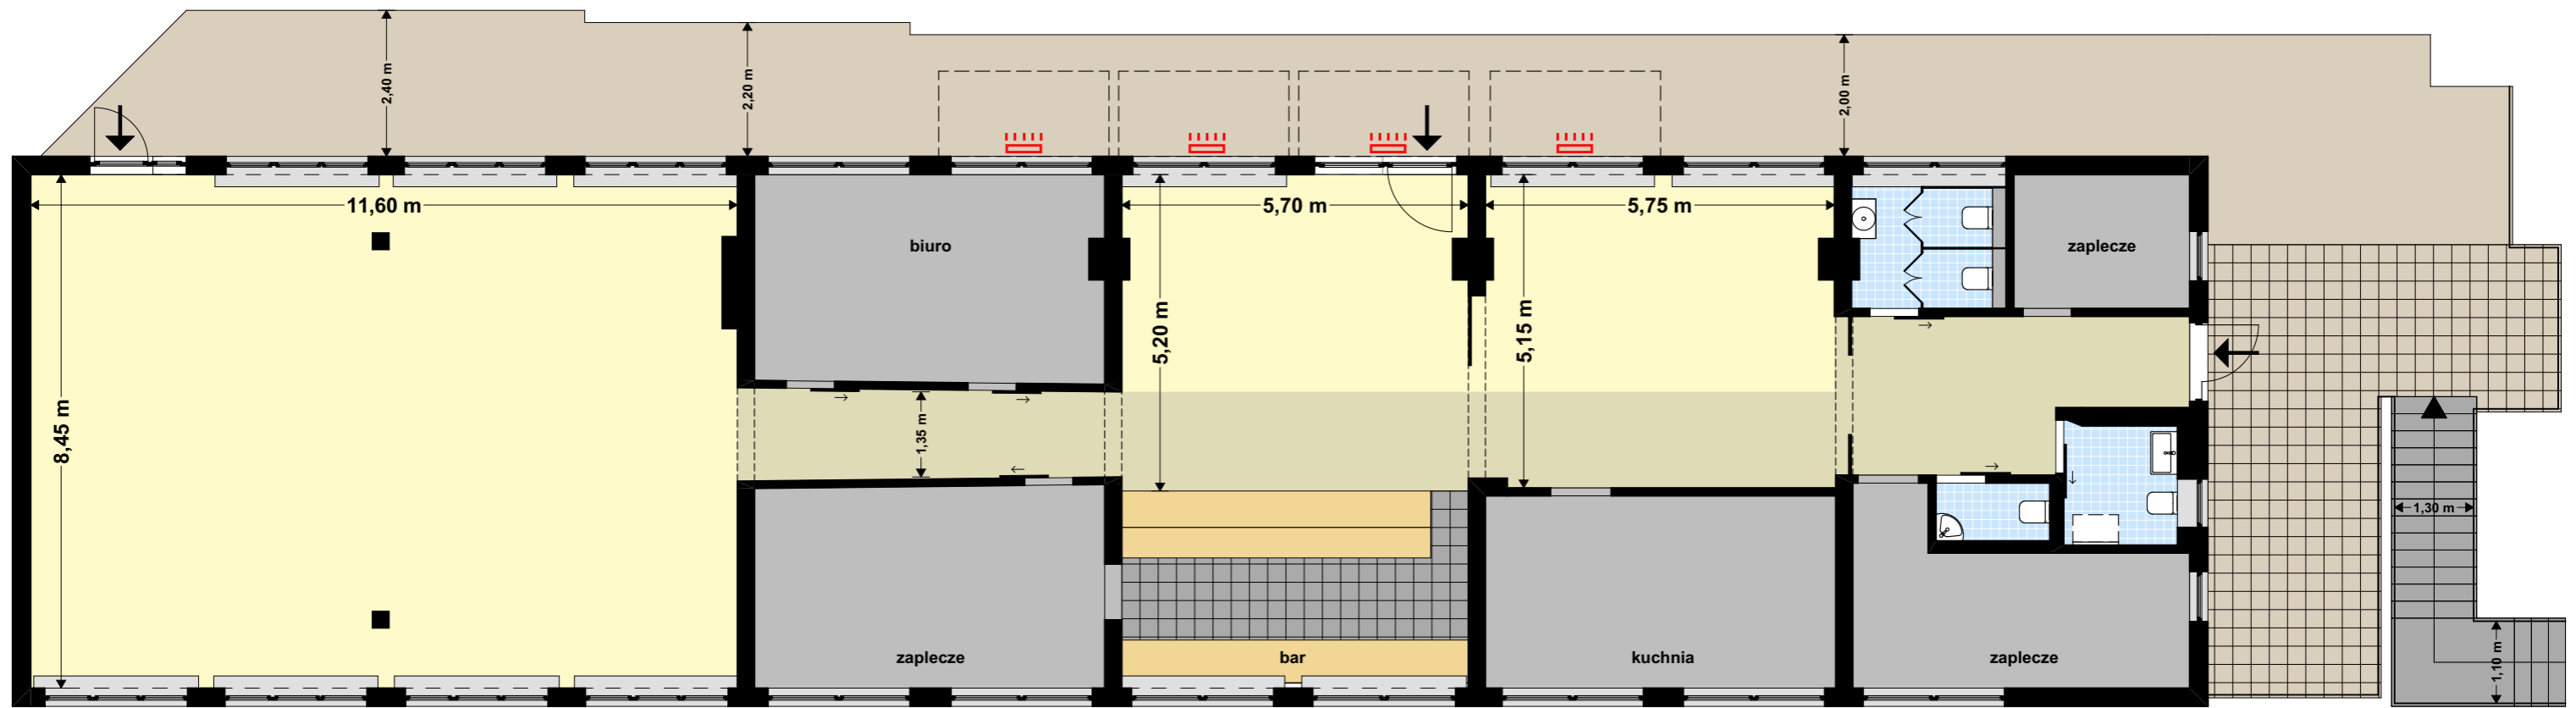 2,40 m
2,20 m
2,00 m
11,60 m
5,70 m
5,75 m
biuro
zaplecze
5,20 m
5,15 m
8,45 m
1,35 m
1,30 m
zaplecze
bar
kuchnia
zaplecze
1,10 m